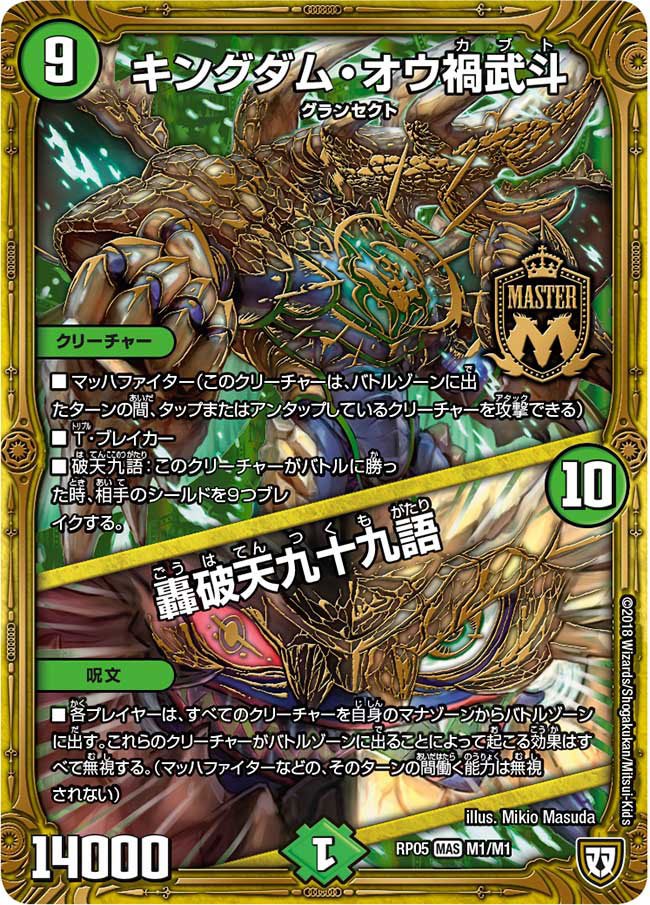 9
キングダム・オウ禍武斗
カブト
グランセクト
MASTER
M
クリーチャー
■マッハファイター(このクリーチャーは、バトルゾーンに出
たターンの間、タップまたはアンタップしているクリーチャーを攻撃できる)
■T・ブレイカー
■破天九語:このクリーチャーがバトルに勝っ
た時、相手のシールドを9つブレ
イクする。
10
ごうはてんつくもがたり
轟破天九十九語
呪文
■各プレイヤーは、すべてのクリーチャーを自身のマナゾーンからバトルゾーン
に出す。これらのクリーチャーがバトルゾーンに出ることによって起こる効果はす
べて無視する。(マッハファイターなどの、そのターンの間働く能力は無視
されない)
illus. Mikio Masuda
14000
1
RP05 MAS M1/M1
©2018 Wizards/Shogakukan/Mitsui-Kids